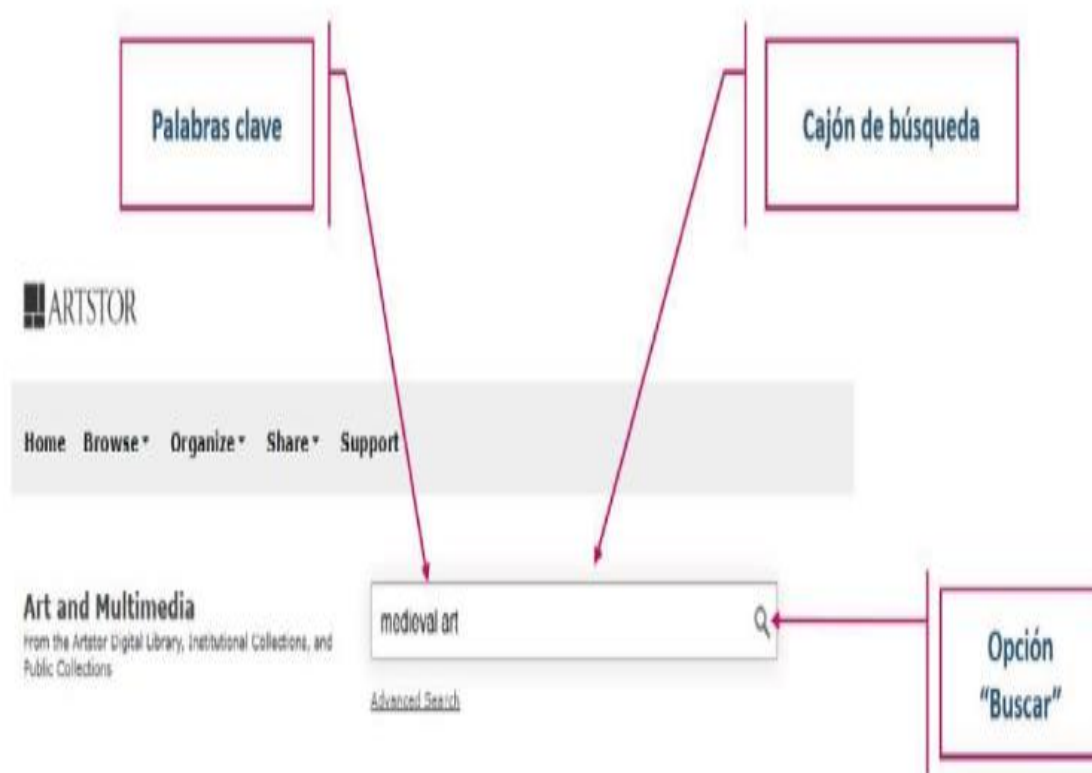 Palabras clave
Cajón de búsqueda
ARTSTOR
Home Browse Organize Share Support
Art and Multimedia
From the Artstor Digital Library, Institutional Collections, and
Public Collections
medieval art
Advanced Search
Opción
“Buscar”